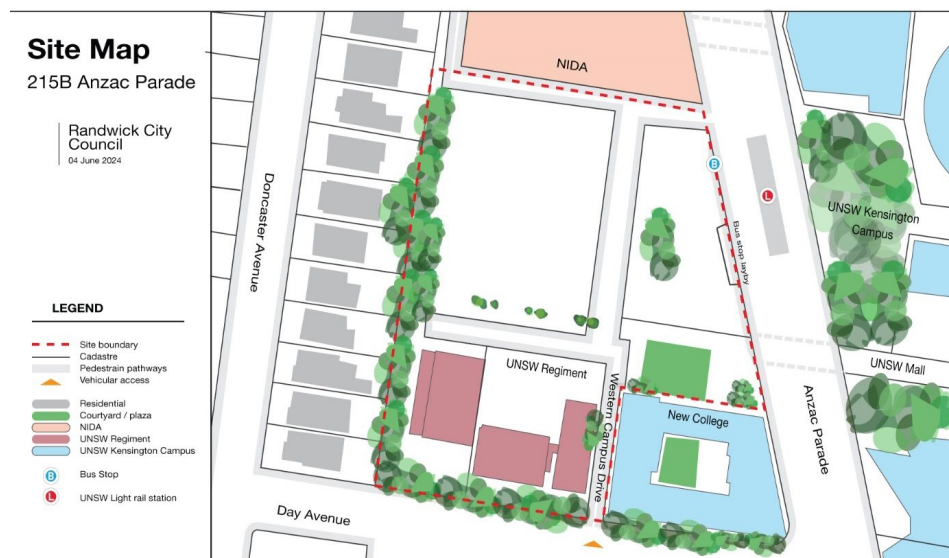 Site Map
215B Anzac Parade
Randwick City
Council
04 June 2024
LEGEND
Site boundary
Cadastre
Pedestrain pathways
Vehicular access
Residential
Courtyard / plaza
NIDA
UNSW Regiment
UNSW Kensington Campus
B
Bus Stop
L
UNSW Light rail station
NIDA
B
L
Doncaster Avenue
Bus stop layby
UNSW Kensington
Campus
UNSW Regiment
Western Campus Drive
New College
Anzac Parade
UNSW Mall
Day Avenue